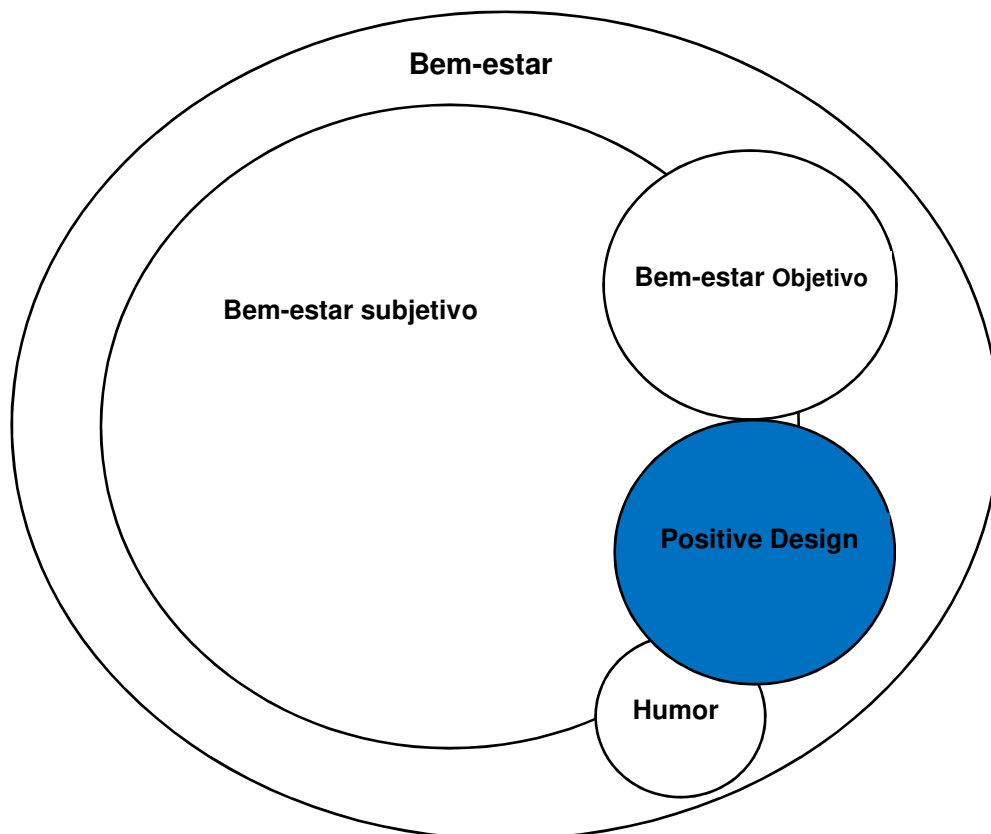 Bem-estar
Bem-estar Objetivo
Bem-estar subjetivo
Positive Design
Humor